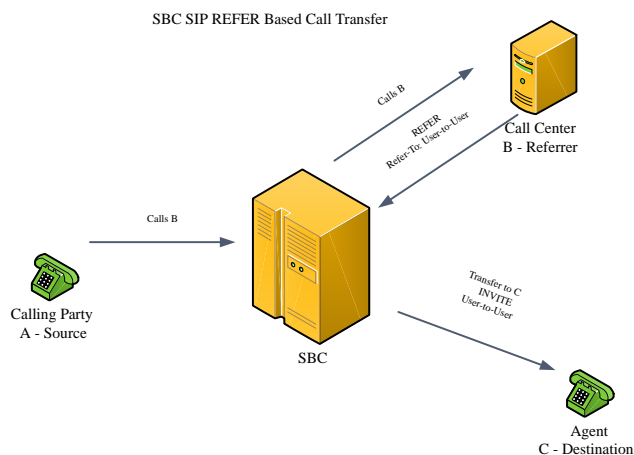 SBC SIP REFER Based Call Transfer
Calls B
REFER
Refer-To: User-to-User
Call Center
B - Referrer
Calls B
Calling Party
A - Source
SBC
Transfer to C
INVITE
User-to-User
Agent
C - Destination